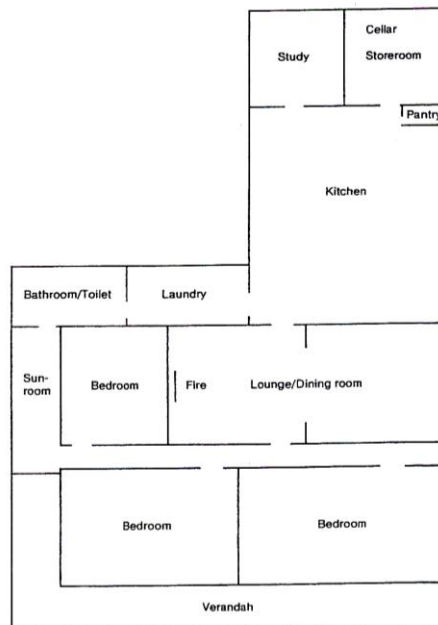 Cellar
Study
Storeroom
Pantry
Kitchen
Bathroom/Toilet
Laundry
Sun-
room
Bedroom
Fire
Lounge/Dining room
Bedroom
Bedroom
Verandah